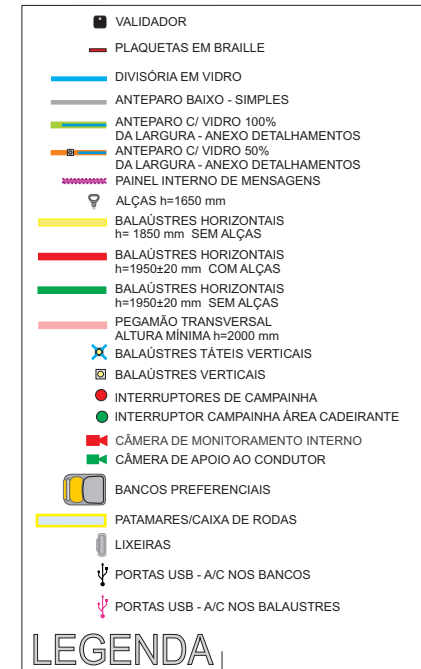 VALIDADOR
PLAQUETAS EM BRAILLE
DIVISÓRIA EM VIDRO
ANTEPARO BAIXO - SIMPLES
ANTEPARO C/ VIDRO 100%
DA LARGURA - ANEXO DETALHAMENTOS
ANTEPARO C/ VIDRO 50%
DA LARGURA - ANEXO DETALHAMENTOS
PAINEL INTERNO DE MENSAGENS
ALÇAS h=1650 mm
BALAÚSTRES HORIZONTAIS
h= 1850 mm SEM ALÇAS
BALAÚSTRES HORIZONTAIS
h=1950±20 mm COM ALÇAS
BALAÚSTRES HORIZONTAIS
h=1950±20 mm SEM ALÇAS
PEGAMÃO TRANSVERSAL
ALTURA MÍNIMA h=2000 mm
BALAÚSTRES TÁTEIS VERTICAIS
BALAÚSTRES VERTICAIS
INTERRUPTORES DE CAMPAINHA
INTERRUPTOR CAMPAINHA ÁREA CADEIRANTE
CÂMERA DE MONITORAMENTO INTERNO
CÂMERA DE APOIO AO CONDUTOR
BANCOS PREFERENCIAIS
PATAMARES/CAIXA DE RODAS
LIXEIRAS
PORTAS USB - A/C NOS BANCOS
PORTAS USB - A/C NOS BALAUSTRES
LEGENDA